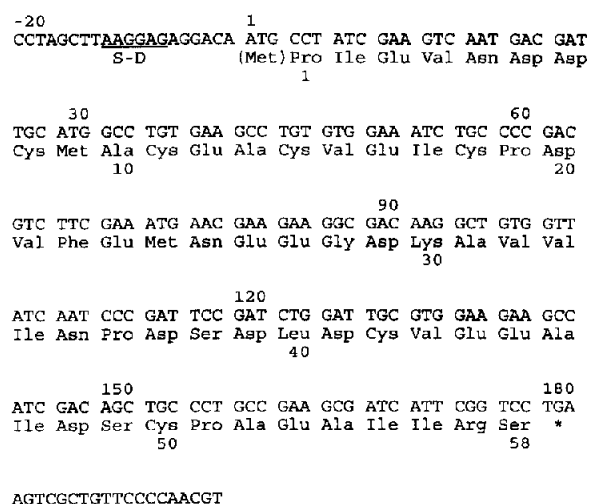 -20 1
CCTAGCTTAAGGAGAGGACA ATG CCT ATC GAA GTC AAT GAC GAT
S-D (Met)Pro Ile Glu Val Asn Asp Asp
1
30 60
TGC ATG GCC TGT GAA GCC TGT GTG GAA ATC TGC CCC GAC
Cys Met Ala Cys Glu Ala Cys Val Glu Ile Cys Pro Asp
10 20
90
GTC TTC GAA ATG AAC GAA GAA GGC GAC AAG GCT GTG GTT
Val Phe Glu Met Asn Glu Glu Gly Asp Lys Ala Val Val
30
120
ATC AAT CCC GAT TCC GAT CTG GAT TGC GTG GAA GAA GCC
Ile Asn Pro Asp Ser Asp Leu Asp Cys Val Glu Glu Ala
40
150 180
ATC GAC AGC TGC CCT GCC GAA GCG ATC ATT CGG TCC TGA
Ile Asp Ser Cys Pro Ala Glu Ala Ile Ile Arg Ser *
50 58
AGTCGCTGTTCCCCAACGT